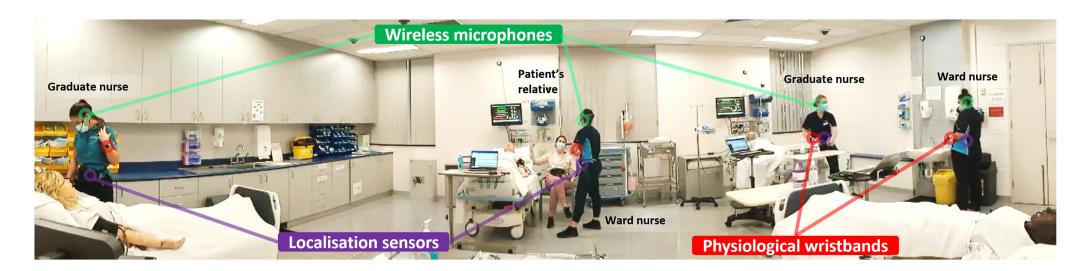 Wireless microphones
Graduate nurse
Patient's
relative
Graduate nurse
Ward nurse
Ward nurse
Localisation sensors
Physiological wristbands